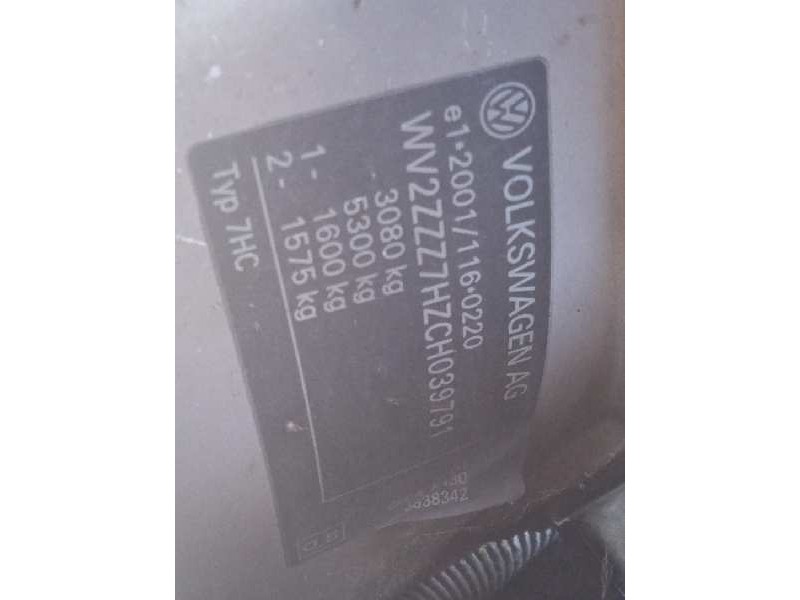 VOLKSWAGEN AG
e1*2001/116*0220
WV2ZZZ7HZCH039791
3080 kg
5300 kg
1- 1600 kg
2- 1575 kg
Typ 7HC